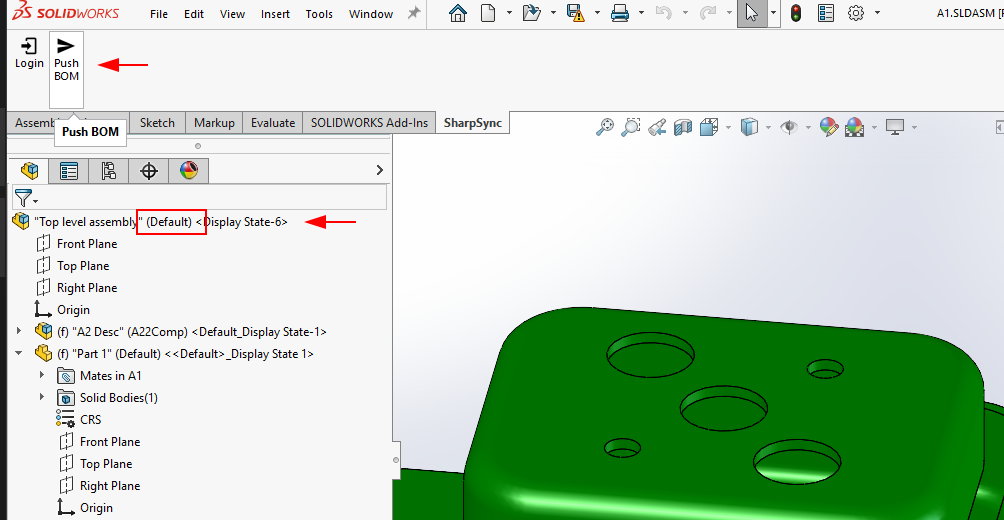 SOLIDWORKS File Edit View Insert Tools Window A1.SLDASM [
Login Push BOM
Assemb Sketch Markup Evaluate SOLIDWORKS Add-Ins SharpSync
Push BOM
"Top level assembly" (Default) <Display State-6>
Front Plane
Top Plane
Right Plane
Origin
(f) "A2 Desc" (A22Comp) <Default_Display State-1>
(f) "Part 1" (Default) <<Default>_Display State 1>
Mates in A1
Solid Bodies(1)
CRS
Front Plane
Top Plane
Right Plane
Origin